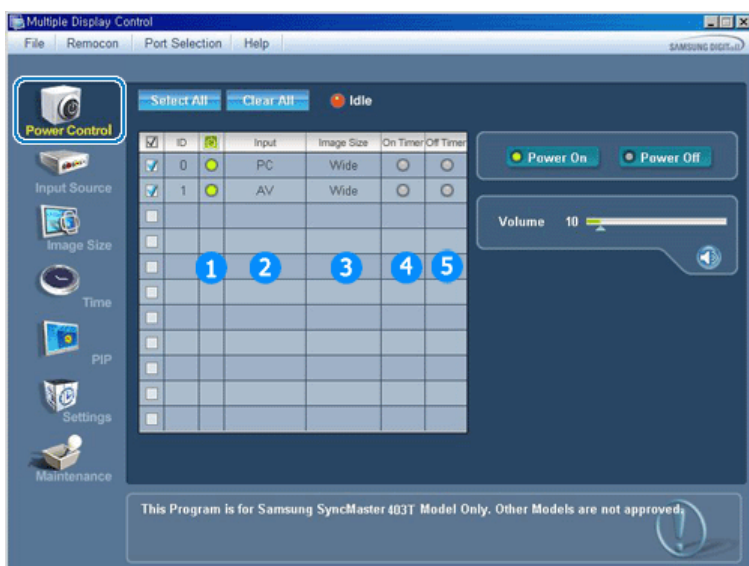 Multiple Display Control
File Remocon Port Selection Help
SAMSUNG DIGITall
Select All Clear All Idle
Power Control
ID Input Image Size On Timer Off Timer
0 PC Wide
1 AV Wide
Power On Power Off
Input Source
Volume 10
Image Size
1 2 3 4 5
Time
PIP
Settings
Maintenance
This Program is for Samsung SyncMaster 403T Model Only. Other Models are not approved.